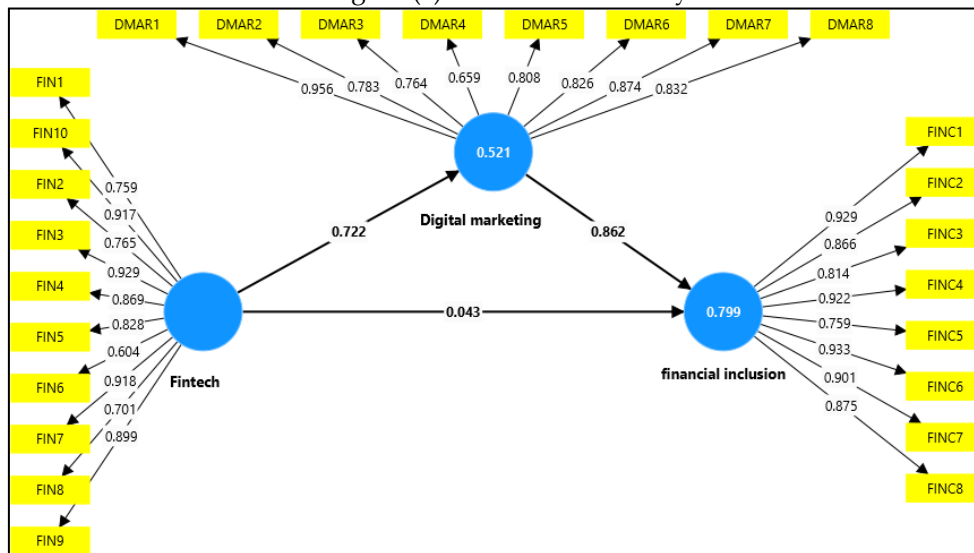 DMAR1 DMAR2 DMAR3 DMAR4 DMAR5 DMAR6 DMAR7 DMAR8
0.956 0.783 0.764 0.659 0.808 0.826 0.874 0.832
FIN1
FIN10
FIN2
FIN3
FIN4
FIN5
FIN6
FIN7
FIN8
FIN9
0.759
0.917
0.765
0.929
0.869
0.828
0.604
0.918
0.701
0.899
Fintech
0.722
0.521
Digital marketing
0.862
0.043
0.799
financial inclusion
0.929
0.866
0.814
0.922
0.759
0.933
0.901
0.875
FINC1
FINC2
FINC3
FINC4
FINC5
FINC6
FINC7
FINC8